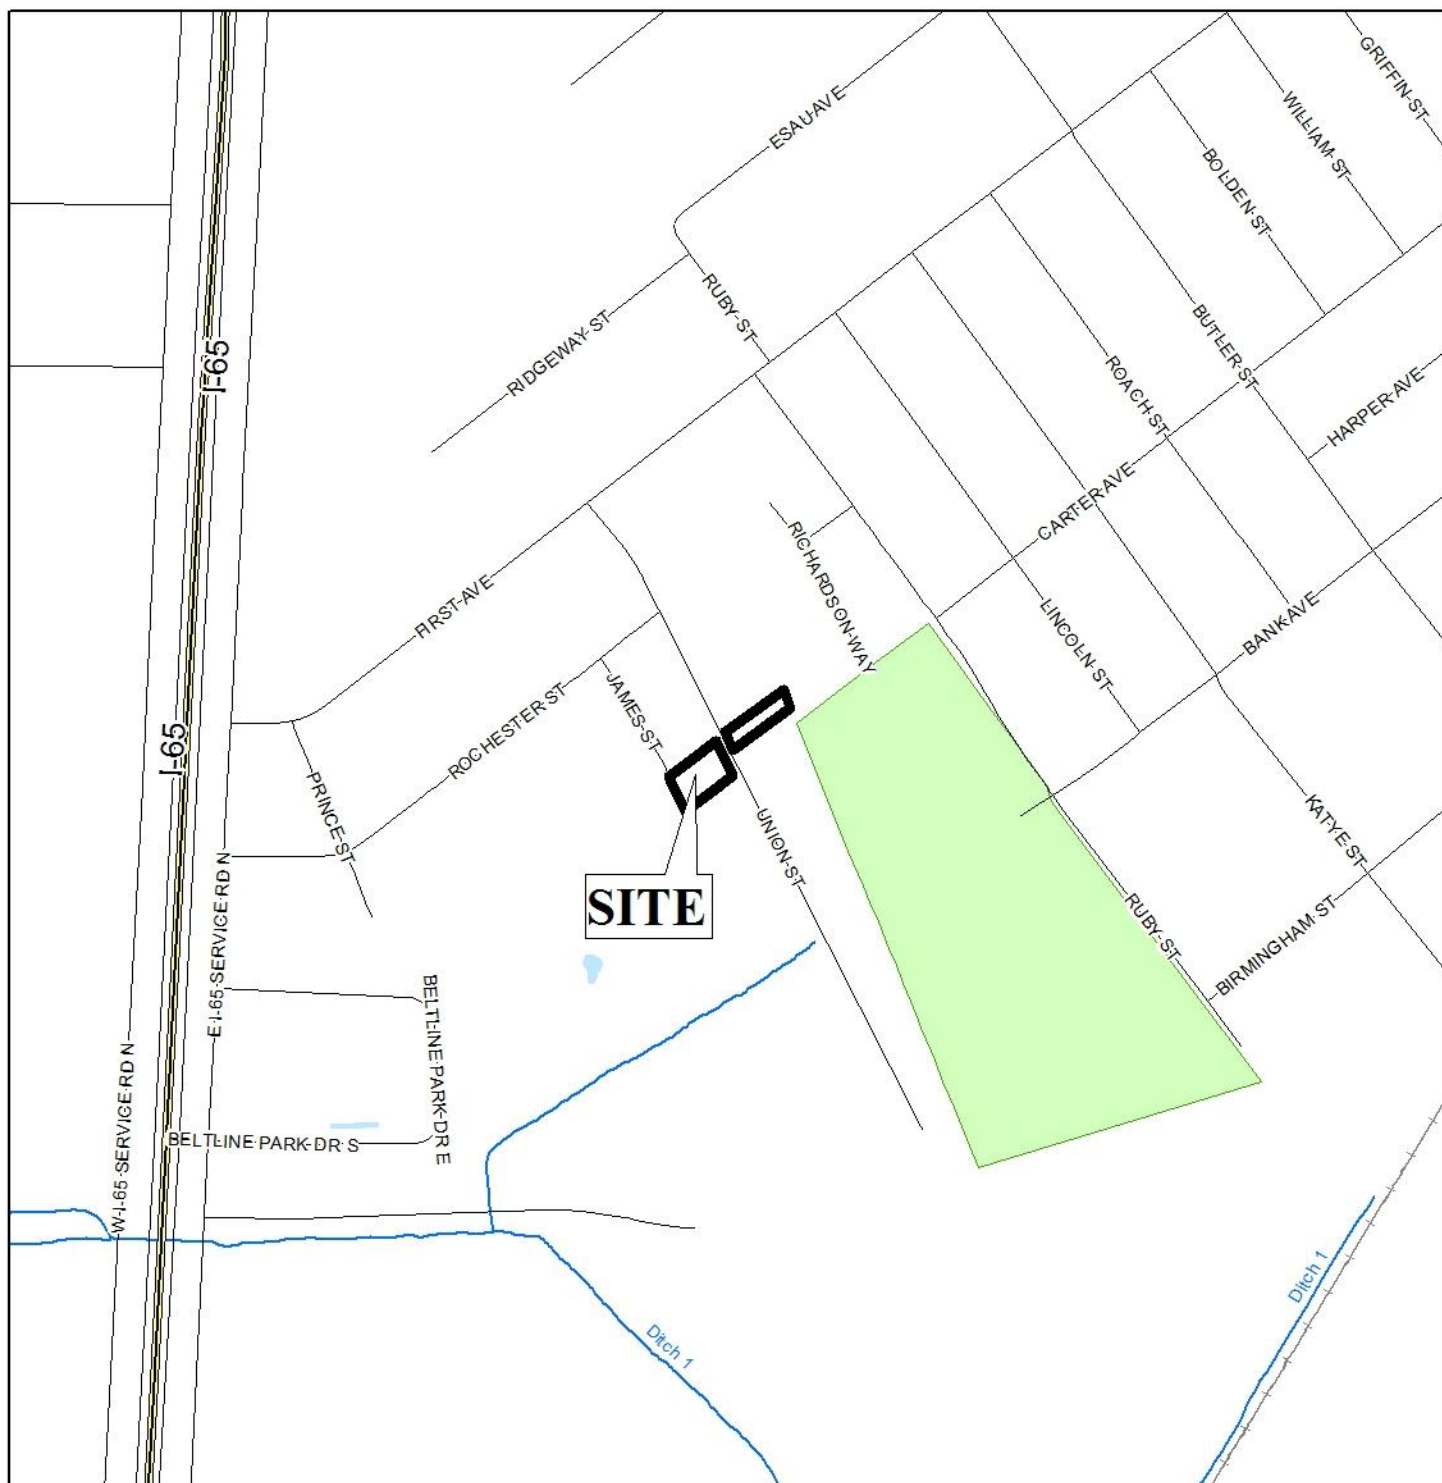 GRIFFIN ST
ESAU AVE
WILLIAM ST
BOLDEN ST
RUBY ST
RIDGEWAY ST
I-65
BUTLER ST
ROACH ST
HARPER AVE
CARTER AVE
RICHARDSON WAY
FIRST AVE
LINCOLN ST
BANK AVE
JAMES ST
ROCHESTER ST
I-65
PRINCE ST
UNION ST
KATYE ST
SITE
E I-65 SERVICE RD N
RUBY ST
BIRMINGHAM ST
BELTLINE PARK DR E
W I-65 SERVICE RD N
BELTLINE PARK DR S
Ditch 1
Ditch 1